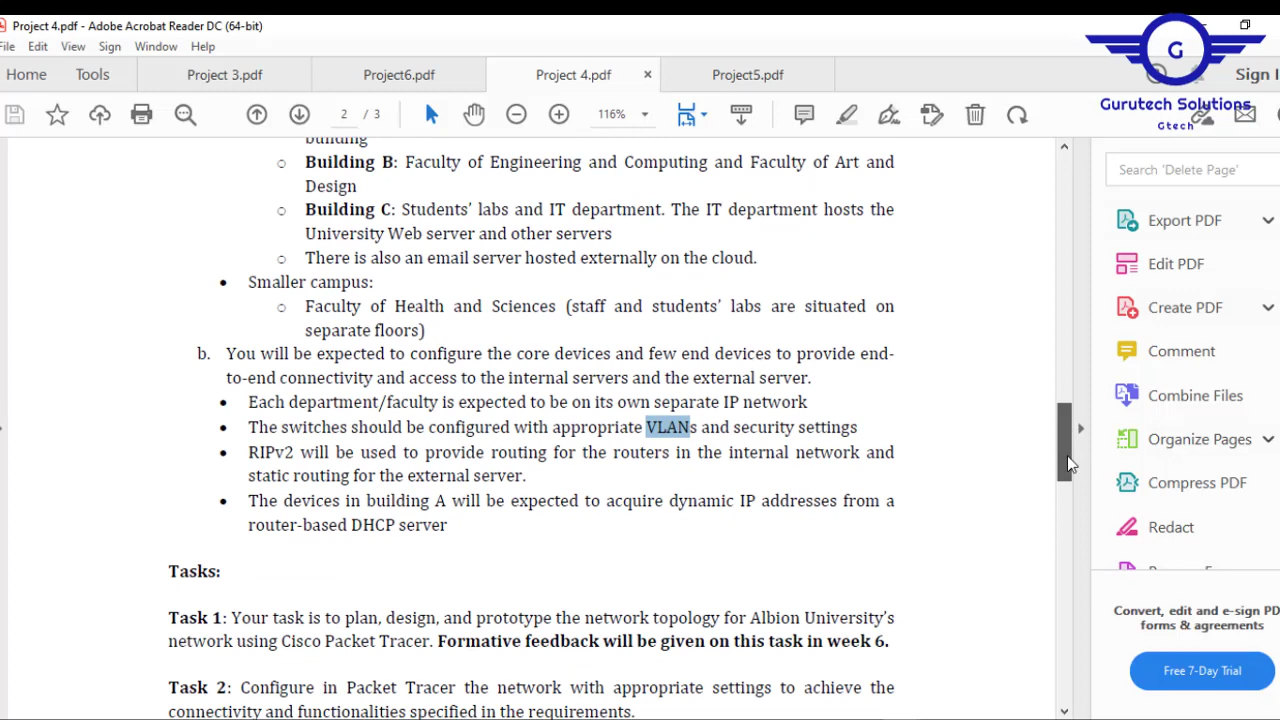 Project 4.pdf - Adobe Acrobat Reader DC (64-bit)
File Edit View Sign Window Help
Home Tools Project 3.pdf Project6.pdf Project 4.pdf × Project5.pdf Sign I
2 / 3 116%
G
Gurutech Solutions
Gtech
building
○ Building B: Faculty of Engineering and Computing and Faculty of Art and
Design
○ Building C: Students' labs and IT department. The IT department hosts the
University Web server and other servers
○ There is also an email server hosted externally on the cloud.
• Smaller campus:
○ Faculty of Health and Sciences (staff and students' labs are situated on
separate floors)
b. You will be expected to configure the core devices and few end devices to provide end-
to-end connectivity and access to the internal servers and the external server.
• Each department/faculty is expected to be on its own separate IP network
• The switches should be configured with appropriate VLANs and security settings
• RIPv2 will be used to provide routing for the routers in the internal network and
static routing for the external server.
• The devices in building A will be expected to acquire dynamic IP addresses from a
router-based DHCP server
Tasks:
Task 1: Your task is to plan, design, and prototype the network topology for Albion University's
network using Cisco Packet Tracer. Formative feedback will be given on this task in week 6.
Task 2: Configure in Packet Tracer the network with appropriate settings to achieve the
connectivity and functionalities specified in the requirements.
Search 'Delete Page'
Export PDF
Edit PDF
Create PDF
Comment
Combine Files
Organize Pages
Compress PDF
Redact
Convert, edit and e-sign PD
forms & agreements
Free 7-Day Trial